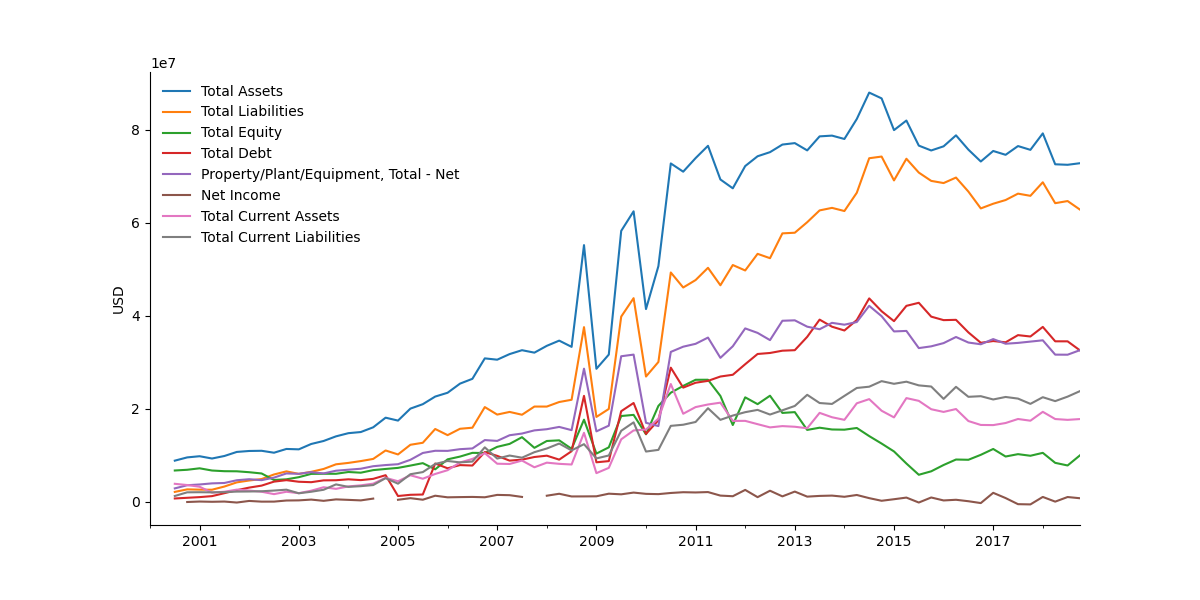 1e7
Total Assets
Total Liabilities
Total Equity
Total Debt
Property/Plant/Equipment, Total - Net
Net Income
Total Current Assets
Total Current Liabilities
USD
8
6
4
2
0
2001 2003 2005 2007 2009 2011 2013 2015 2017